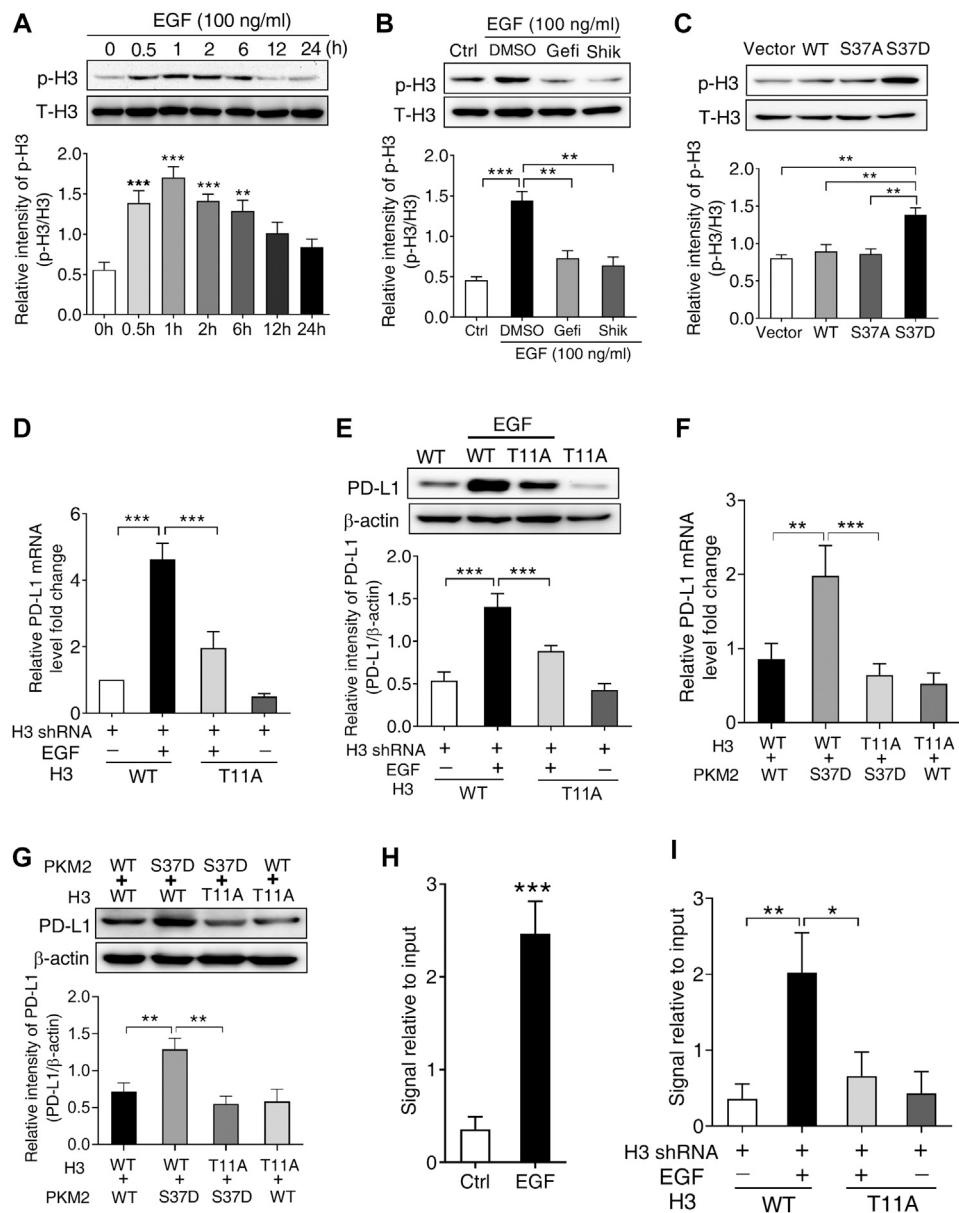 A
EGF (100 ng/ml)
0 0.5 1 2 6 12 24 (h)
p-H3
T-H3
Relative intensity of p-H3
(p-H3/H3)
2.0
1.5
1.0
0.5
0.0
*** *** *** **
0h 0.5h 1h 2h 6h 12h 24h
B
EGF (100 ng/ml)
Ctrl DMSO Gefi Shik
p-H3
T-H3
Relative intensity of p-H3
(p-H3/H3)
2.0
1.5
1.0
0.5
0.0
**
*** **
Ctrl DMSO Gefi Shik
EGF (100 ng/ml)
C
Vector WT S37A S37D
p-H3
T-H3
Relative intensity of p-H3
(p-H3/H3)
2.0
1.5
1.0
0.5
0.0
**
**
**
Vector WT S37A S37D
D
Relative PD-L1 mRNA
level fold change
6
4
2
0
*** ***
H3 shRNA + + + +
EGF − + + −
H3 WT T11A
E
EGF
WT WT T11A T11A
PD-L1
β-actin
Relative intensity of PD-L1
(PD-L1/β-actin)
2.0
1.5
1.0
0.5
0.0
*** ***
H3 shRNA + + + +
EGF − + + −
H3 WT T11A
F
Relative PD-L1 mRNA
level fold change
3
2
1
0
** ***
H3 WT WT T11A T11A
+ + + +
PKM2 WT S37D S37D WT
G
PKM2 WT S37D S37D WT
+ + + +
H3 WT WT T11A T11A
PD-L1
β-actin
Relative intensity of PD-L1
(PD-L1/β-actin)
2.0
1.5
1.0
0.5
0.0
** **
H3 WT WT T11A T11A
+ + + +
PKM2 WT S37D S37D WT
H
Signal relative to input
3
2
1
0
***
Ctrl EGF
I
Signal relative to input
3
2
1
0
** *
H3 shRNA + + + +
EGF − + + −
H3 WT T11A